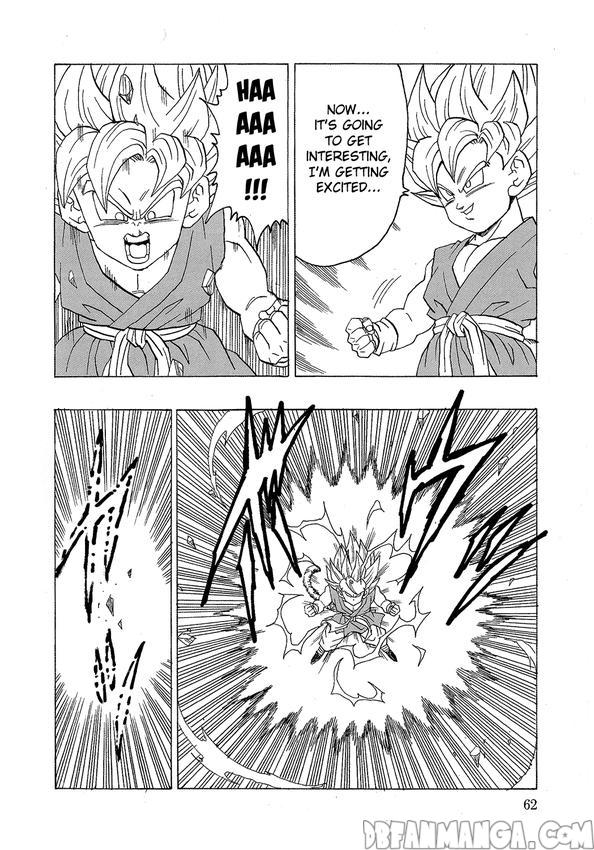 NOW...
IT'S GOING
TO GET
INTERESTING,
I'M GETTING
EXCITED...
HAA
AAA
AAA
!!!
62
DBFANMANGA.COM